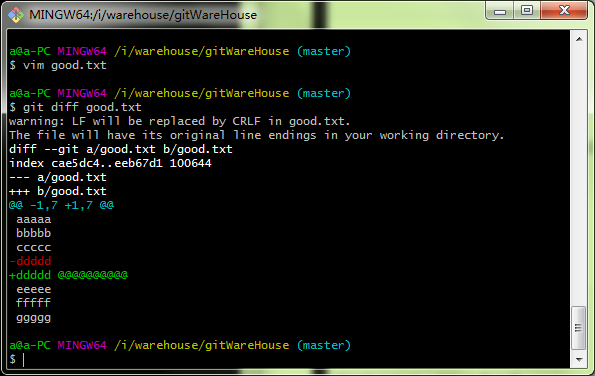 MINGW64:/i/warehouse/gitWareHouse
a@a-PC MINGW64 /i/warehouse/gitWareHouse (master)
$ vim good.txt
a@a-PC MINGW64 /i/warehouse/gitWareHouse (master)
$ git diff good.txt
warning: LF will be replaced by CRLF in good.txt.
The file will have its original line endings in your working directory.
diff --git a/good.txt b/good.txt
index cae5dc4..eeb67d1 100644
--- a/good.txt
+++ b/good.txt
@@ -1,7 +1,7 @@
 aaaaa
 bbbbb
 ccccc
-ddddd
+ddddd @@@@@@@@@@
 eeeee
 fffff
 ggggg
a@a-PC MINGW64 /i/warehouse/gitWareHouse (master)
$